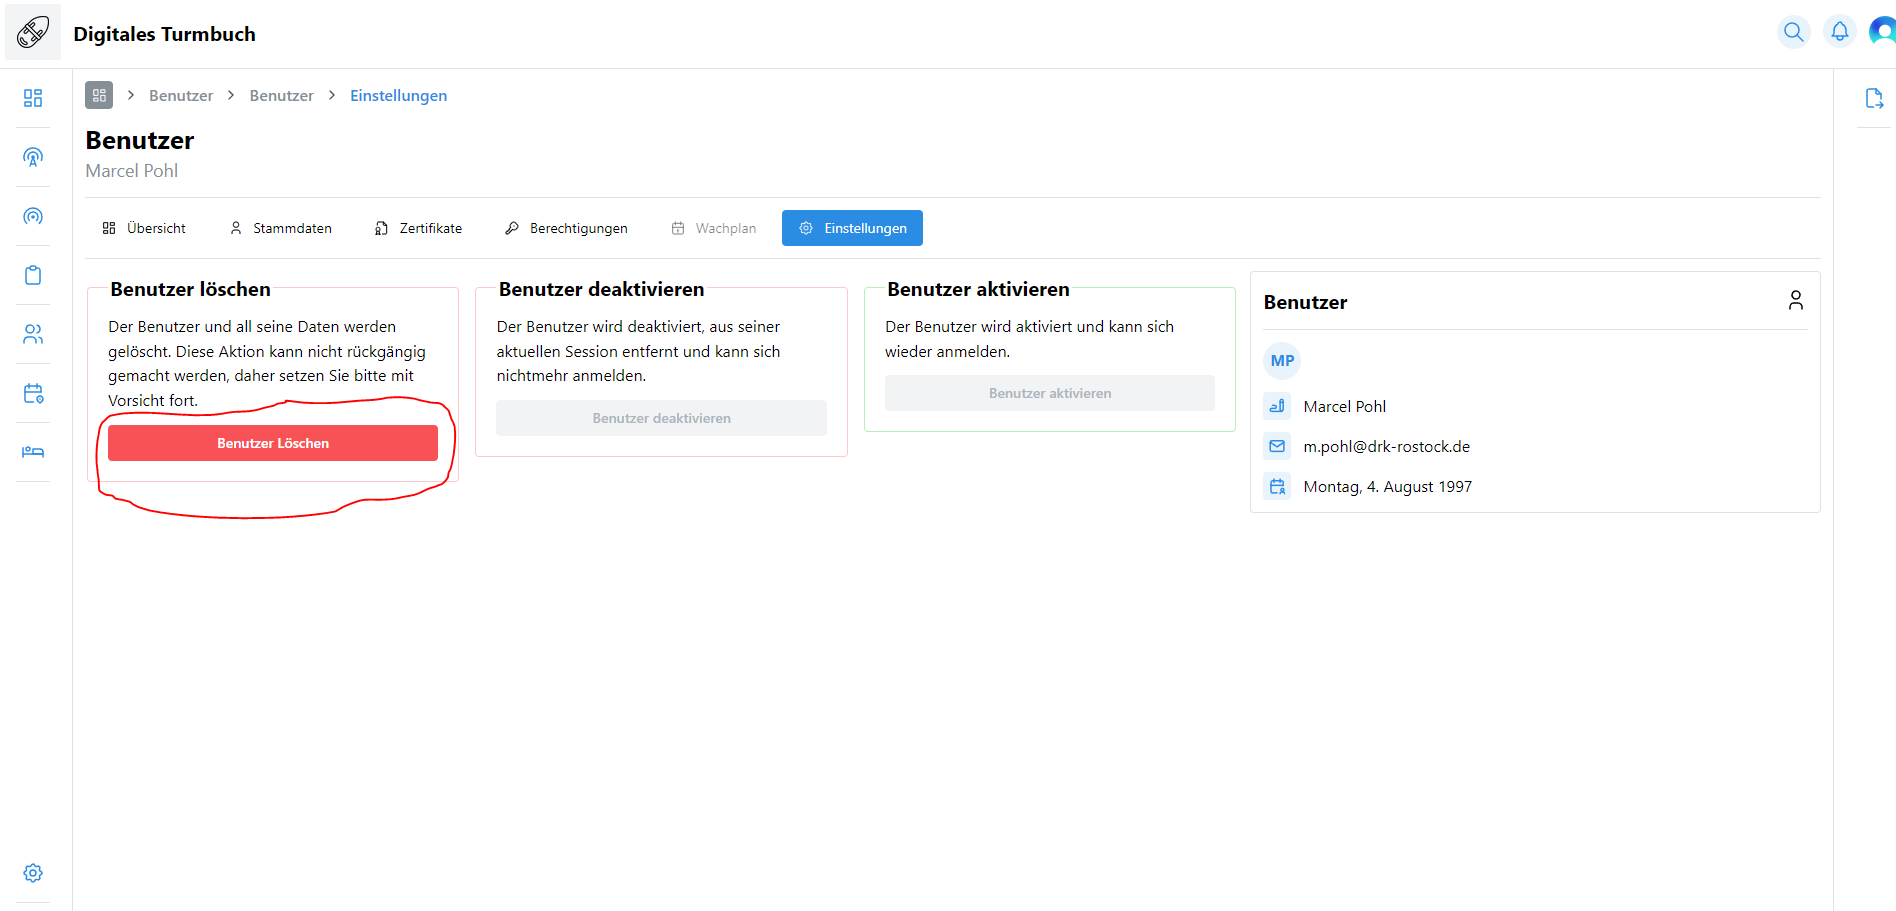 Digitales Turmbuch
Benutzer
Benutzer
Einstellungen
Benutzer
Marcel Pohl
Übersicht
Stammdaten
Zertifikate
Berechtigungen
Wachplan
Einstellungen
Benutzer löschen
Der Benutzer und all seine Daten werden
gelöscht. Diese Aktion kann nicht rückgängig
gemacht werden, daher setzen Sie bitte mit
Vorsicht fort.
Benutzer Löschen
Benutzer deaktivieren
Der Benutzer wird deaktiviert, aus seiner
aktuellen Session entfernt und kann sich
nichtmehr anmelden.
Benutzer deaktivieren
Benutzer aktivieren
Der Benutzer wird aktiviert und kann sich
wieder anmelden.
Benutzer aktivieren
Benutzer
MP
Marcel Pohl
m.pohl@drk-rostock.de
Montag, 4. August 1997